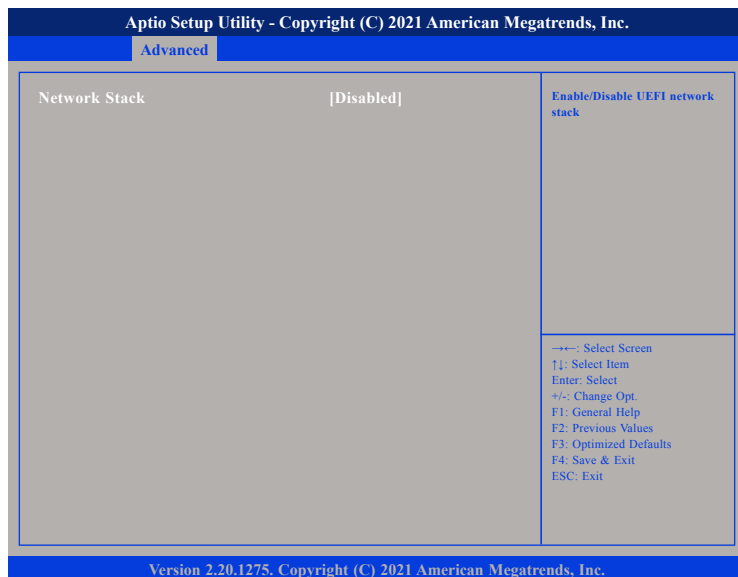 Aptio Setup Utility - Copyright (C) 2021 American Megatrends, Inc.
Advanced
Network Stack [Disabled]
Enable/Disable UEFI network
stack
→←: Select Screen
↑↓: Select Item
Enter: Select
+/-: Change Opt.
F1: General Help
F2: Previous Values
F3: Optimized Defaults
F4: Save & Exit
ESC: Exit
Version 2.20.1275. Copyright (C) 2021 American Megatrends, Inc.